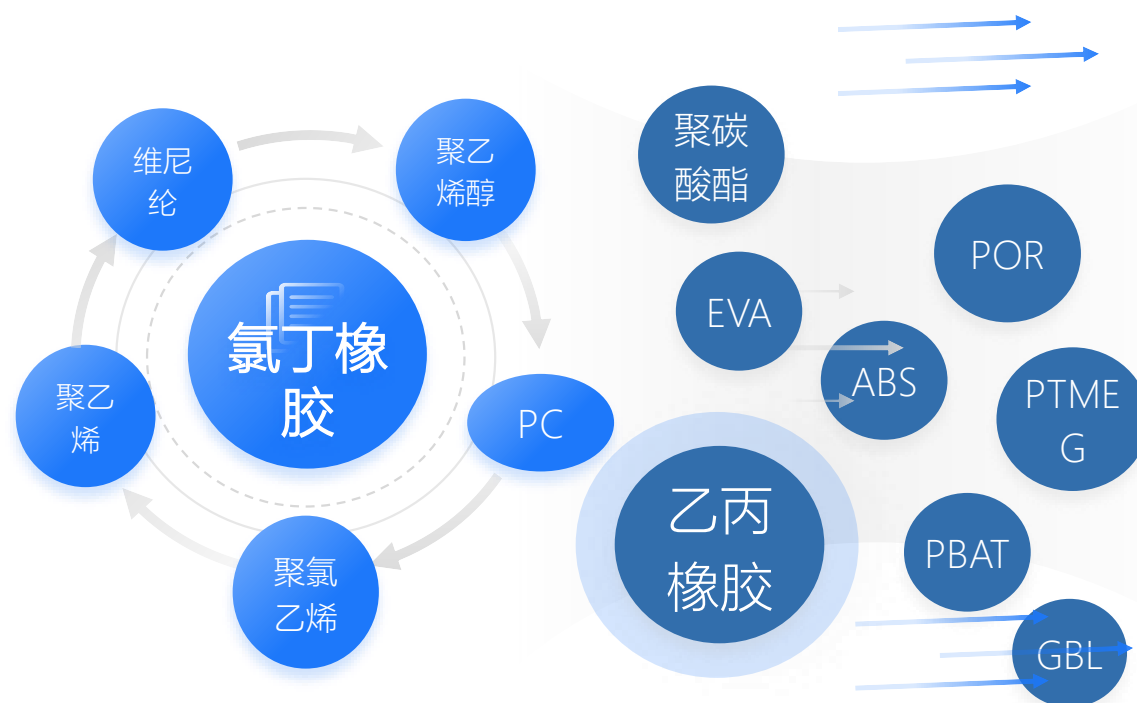 维尼
纶
聚乙
烯醇
氯丁橡
胶
聚乙
烯
PC
聚氯
乙烯
聚碳
酸酯
POR
EVA
ABS
PTME
G
乙丙
橡胶
PBAT
GBL